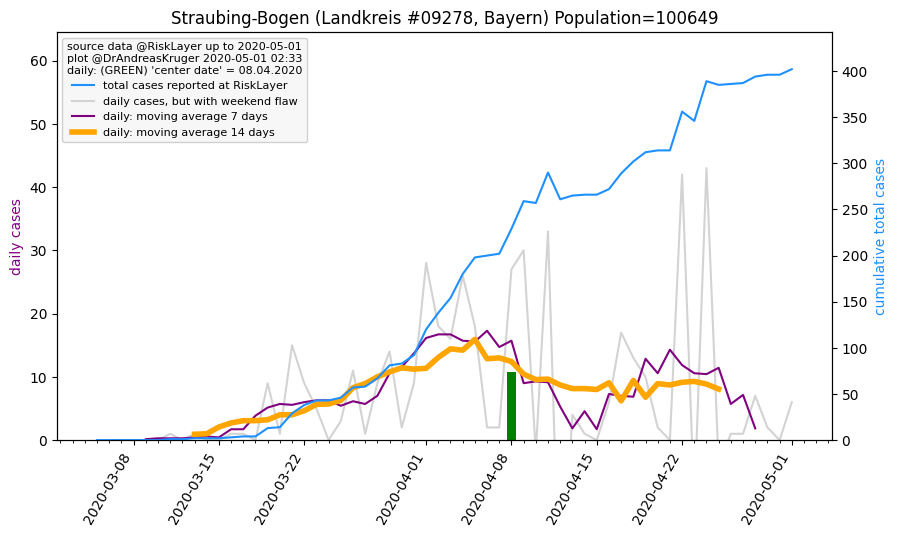 Straubing-Bogen (Landkreis #09278, Bayern) Population=100649
source data @RiskLayer up to 2020-05-01
plot @DrAndreasKruger 2020-05-01 02:33
daily: (GREEN) 'center date' = 08.04.2020
total cases reported at RiskLayer
daily cases, but with weekend flaw
daily: moving average 7 days
daily: moving average 14 days
daily cases
60
50
40
30
20
10
0
cumulative total cases
400
350
300
250
200
150
100
50
0
2020-03-08
2020-03-15
2020-03-22
2020-04-01
2020-04-08
2020-04-15
2020-04-22
2020-05-01